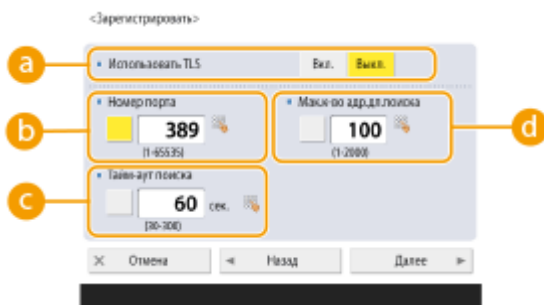 <Зарегистрировать>
a
Использовать TLS
Вкл.
Выкл.
b
Номер порта
389
(1-65535)
Макс.к-во адр.дл.поиска
100
(1-2000)
d
c
Тайм-аут поиска
60 сек.
(30-300)
× Отмена
◄ Назад
Далее ►